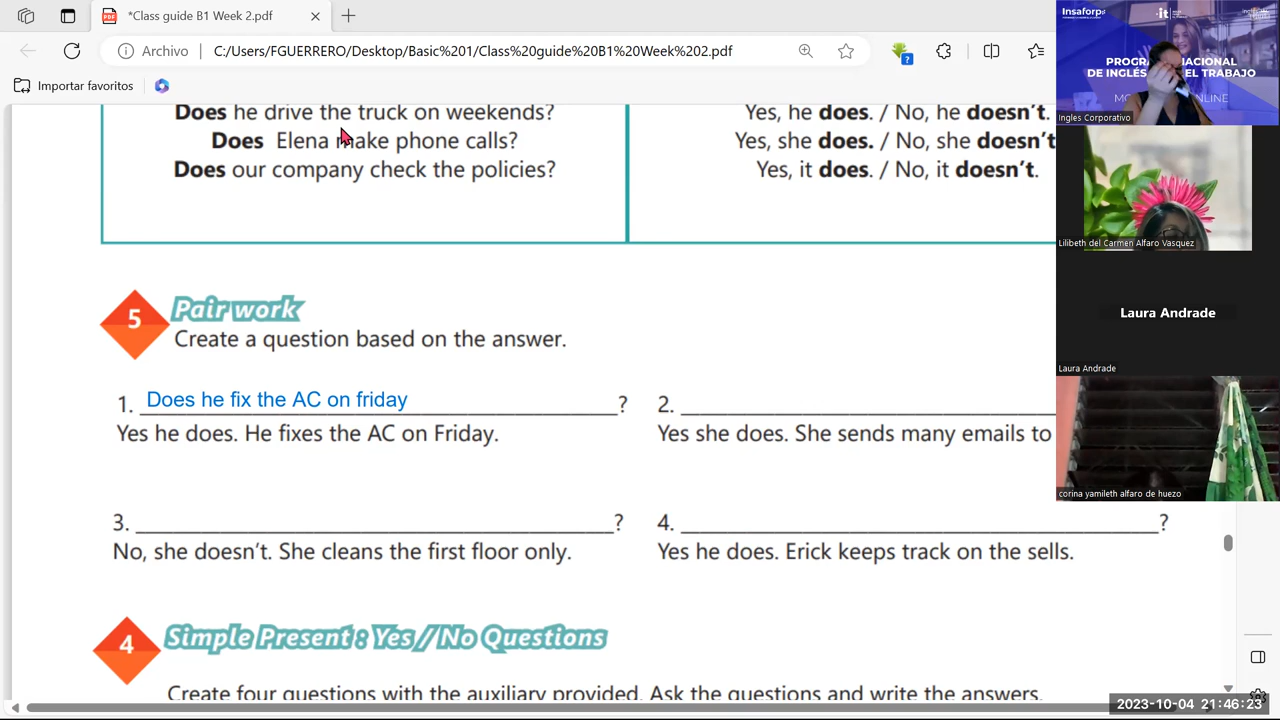 *Class guide B1 Week 2.pdf
Archivo
C:/Users/FGUERRERO/Desktop/Basic%201/Class%20guide%20B1%20Week%202.pdf
Importar favoritos
Does he drive the truck on weekends?
Does Elena make phone calls?
Does our company check the policies?
Yes, he does. / No, he doesn't.
Yes, she does. / No, she doesn't
Yes, it does. / No, it doesn't.
5
Pair work
Create a question based on the answer.
1. Does he fix the AC on friday?
Yes he does. He fixes the AC on Friday.
2.
Yes she does. She sends many emails to
3. ?
No, she doesn't. She cleans the first floor only.
4. ?
Yes he does. Erick keeps track on the sells.
4
Simple Present : Yes//No Questions
Create four questions with the auxiliary provided. Ask the questions and write the answers.
Insaforp
it
Ingles Corporativo
Lilibeth del Carmen Alfaro Vasquez
Laura Andrade
Laura Andrade
corina yamileth alfaro de huezo
2023-10-04 21:46:23